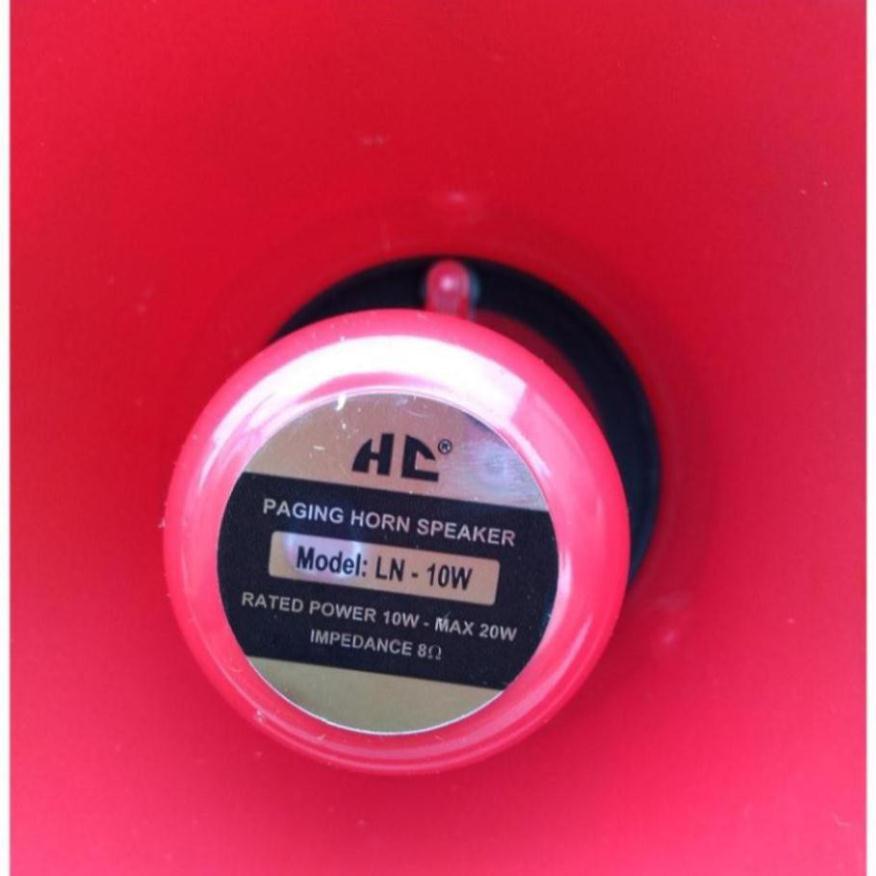 HC®
PAGING HORN SPEAKER
Model: LN - 10W
RATED POWER 10W - MAX 20W
IMPEDANCE 8Ω